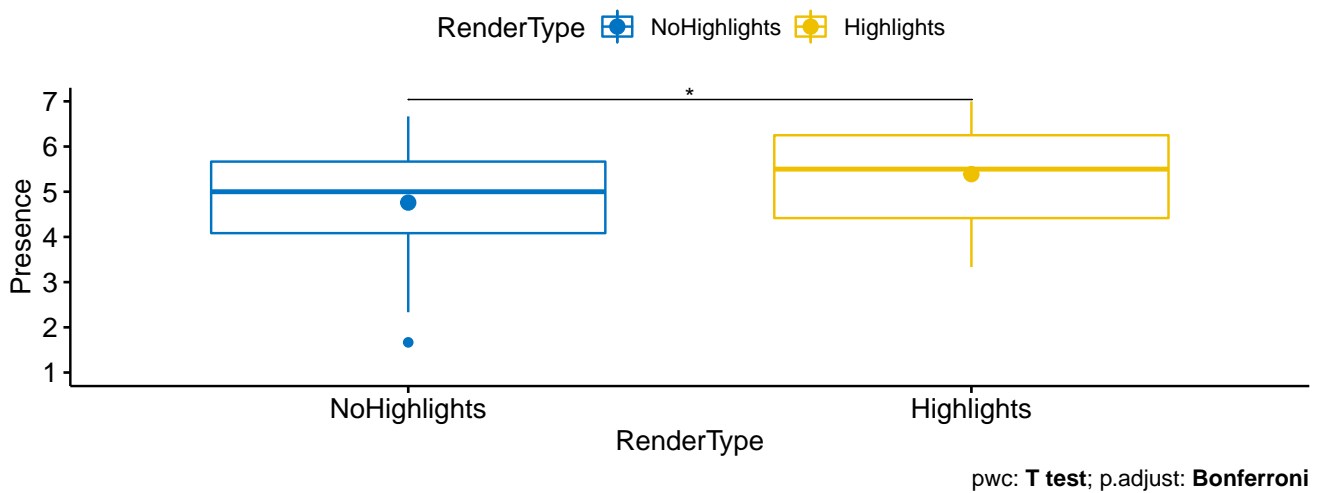 RenderType NoHighlights Highlights
*
7
6
5
4
3
2
1
Presence
NoHighlights Highlights
RenderType
pwc: T test; p.adjust: Bonferroni